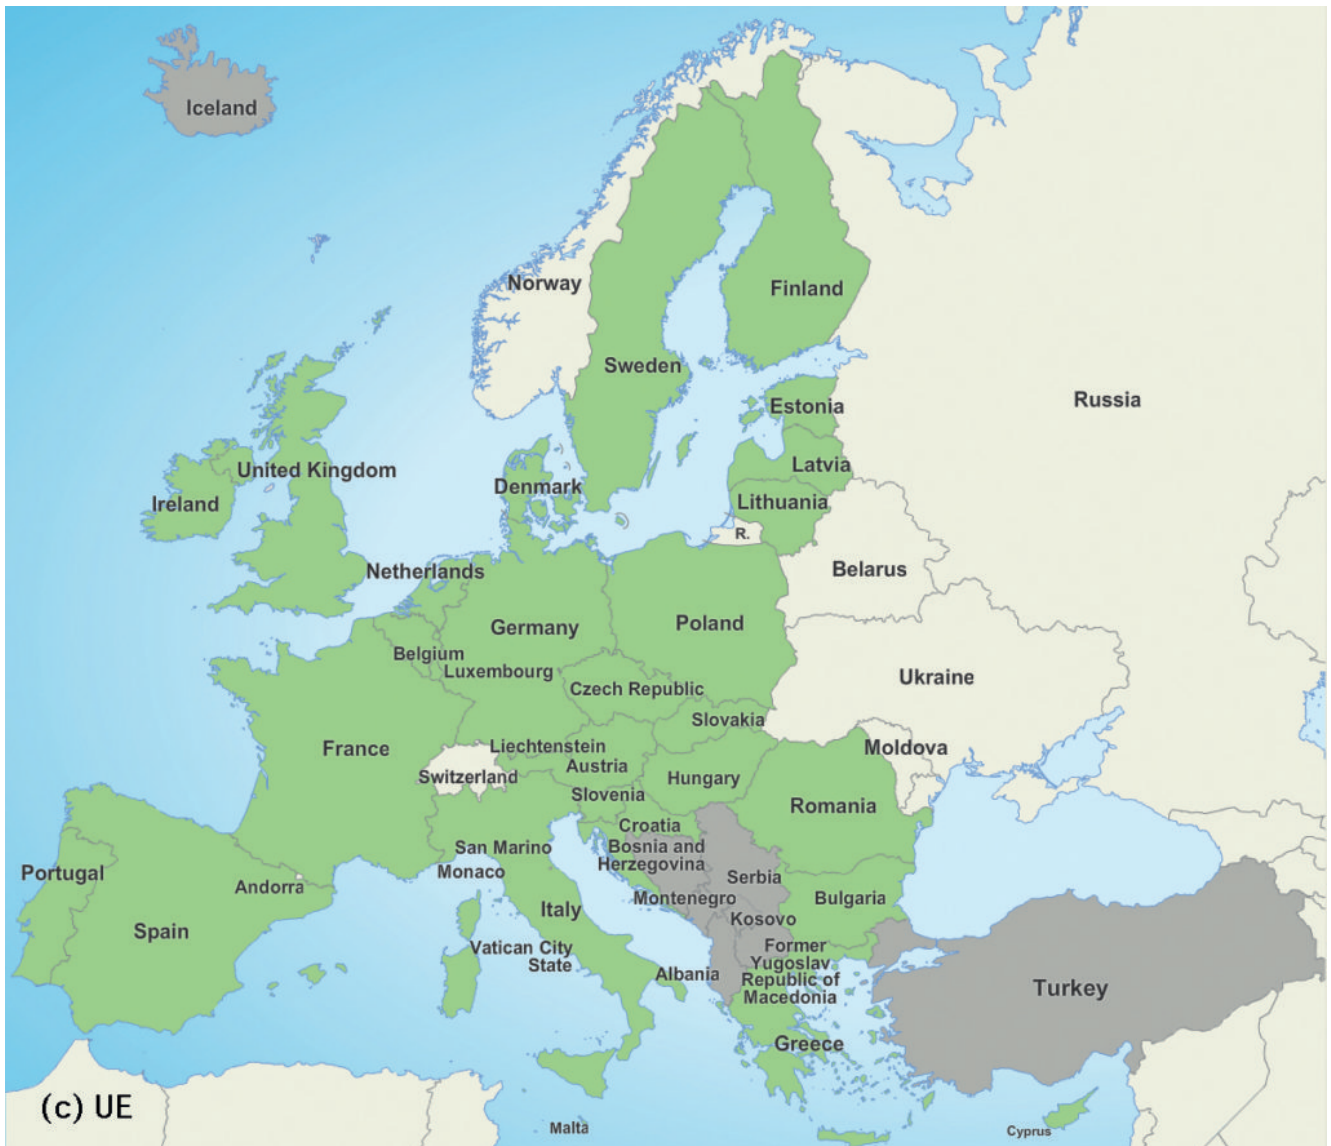 Iceland
Norway
Finland
Sweden
Estonia
Russia
Latvia
United Kingdom
Denmark
Ireland
Lithuania
R.
Belarus
Netherlands
Poland
Germany
Belgium
Luxembourg
Ukraine
Czech Republic
Slovakia
France
Liechtenstein
Moldova
Austria
Switzerland
Hungary
Slovenia
Romania
Croatia
San Marino
Bosnia and
Herzegovina
Monaco
Portugal
Serbia
Andorra
Montenegro
Bulgaria
Italy
Kosovo
Spain
Vatican City
State
Former
Yugoslav
Republic of
Macedonia
Albania
Turkey
Greece
(c) UE
Malta
Cyprus